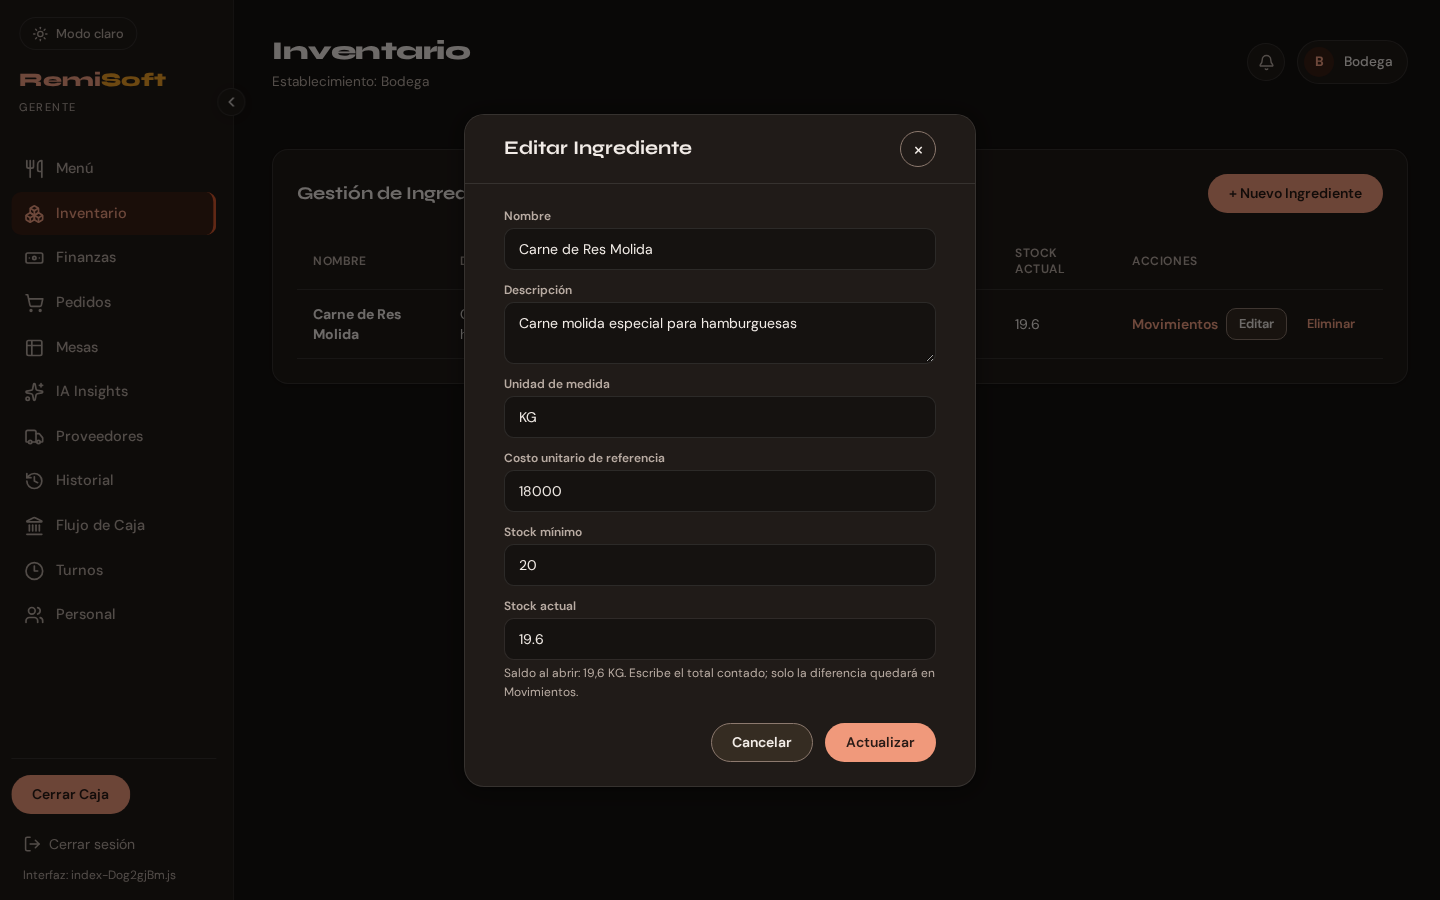 Modo claro
RemiSoft
GERENTE
Menú
Inventario
Finanzas
Pedidos
Mesas
IA Insights
Proveedores
Historial
Flujo de Caja
Turnos
Personal
Cerrar Caja
Cerrar sesión
Interfaz: index-Dog2gjBm.js
Inventario
Establecimiento: Bodega
B Bodega
Gestión de Ingred
+ Nuevo Ingrediente
NOMBRE
STOCK
ACTUAL
ACCIONES
Carne de Res
Molida
19.6
Movimientos Editar Eliminar
Editar Ingrediente
×
Nombre
Carne de Res Molida
Descripción
Carne molida especial para hamburguesas
Unidad de medida
KG
Costo unitario de referencia
18000
Stock mínimo
20
Stock actual
19.6
Saldo al abrir: 19,6 KG. Escribe el total contado; solo la diferencia quedará en
Movimientos.
Cancelar
Actualizar